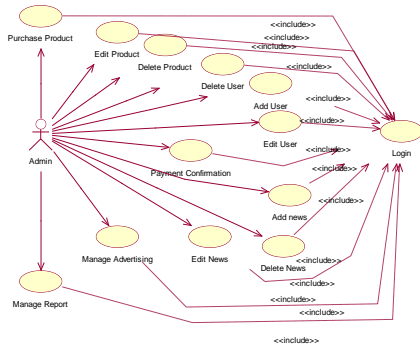 <<include>>
Purchase Product
<<include>>
Edit Product
<<include>>
Delete Product
<<include>>
Delete User
<<include>>
Add User
<<include>>
Edit User
Login
Admin
<<include>>
Payment Confirmation
<<include>>
<<include>>
Add news
Manage Advertising
Edit News
<<include>>
Delete News
<<include>>
<<include>>
Manage Report
<<include>>
<<include>>